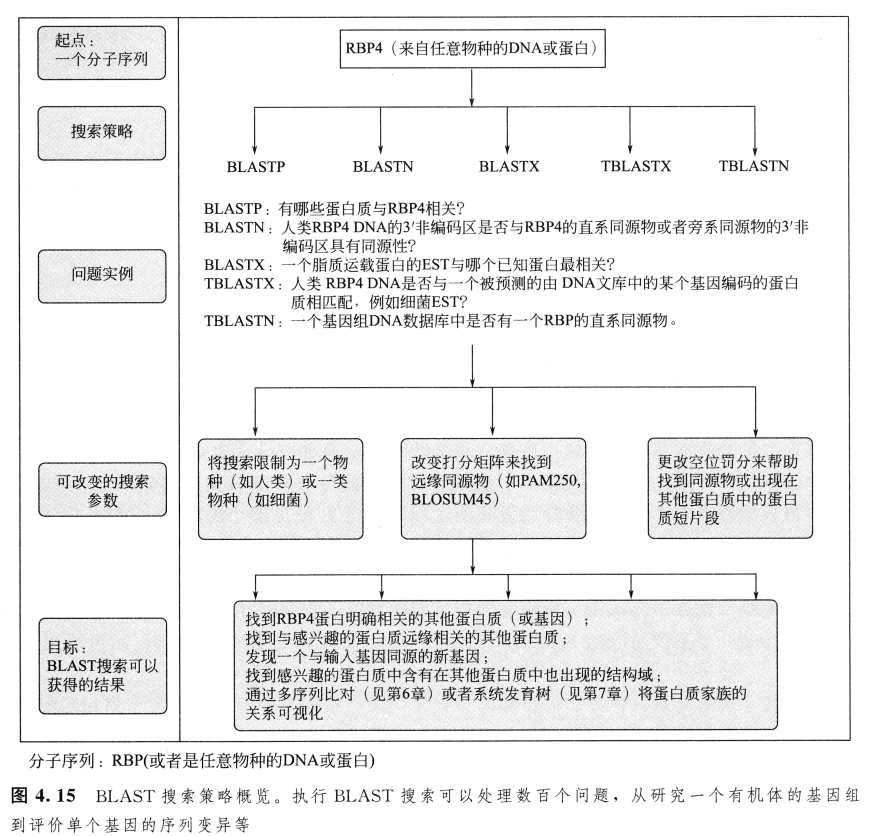 起点：
一个分子序列
RBP4（来自任意物种的DNA或蛋白）
搜索策略
BLASTP
BLASTN
BLASTX
TBLASTX
TBLASTN
问题实例
BLASTP：有哪些蛋白质与RBP4相关？
BLASTN：人类RBP4 DNA的3′非编码区是否与RBP4的直系同源物或者旁系同源物的3′非
编码区具有同源性？
BLASTX：一个脂质运载蛋白的EST与哪个已知蛋白最相关？
TBLASTX：人类 RBP4 DNA是否与一个被预测的由 DNA文库中的某个基因编码的蛋白
质相匹配，例如细菌EST？
TBLASTN：一个基因组DNA数据库中是否有一个RBP的直系同源物。
可改变的搜索
参数
将搜索限制为一个物
种（如人类）或一类
物种（如细菌）
改变打分矩阵来找到
远缘同源物（如PAM250,
BLOSUM45）
更改空位罚分来帮助
找到同源物或出现在
其他蛋白质中的蛋白
质短片段
目标：
BLAST搜索可以
获得的结果
找到RBP4蛋白明确相关的其他蛋白质（或基因）；
找到与感兴趣的蛋白质远缘相关的其他蛋白质；
发现一个与输入基因同源的新基因；
找到感兴趣的蛋白质中含有在其他蛋白质中也出现的结构域；
通过多序列比对（见第6章）或者系统发育树（见第7章）将蛋白质家族的
关系可视化
分子序列：RBP(或者是任意物种的DNA或蛋白)
图 4.15 BLAST 搜索策略概览。执行 BLAST 搜索可以处理数百个问题，从研究一个有机体的基因组
到评价单个基因的序列变异等